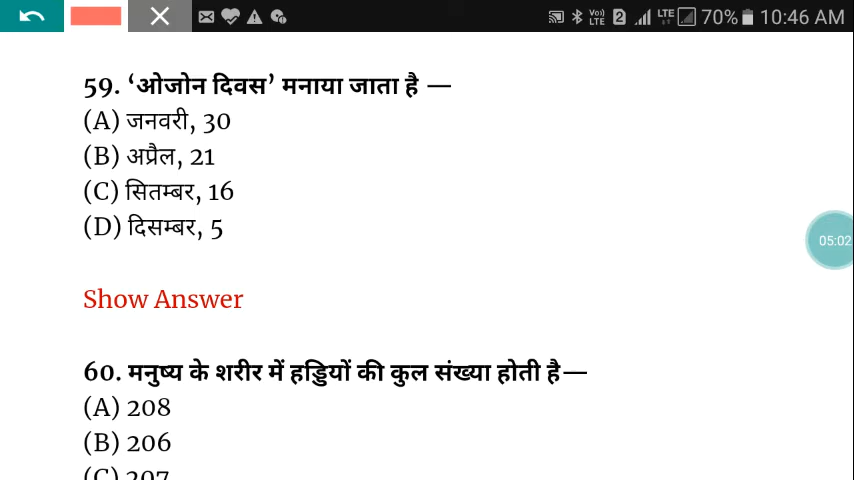 70% 10:46 AM
59. ‘ओजोन दिवस’ मनाया जाता है —
(A) जनवरी, 30
(B) अप्रैल, 21
(C) सितम्बर, 16
(D) दिसम्बर, 5
05:02
Show Answer
60. मनुष्य के शरीर में हड्डियों की कुल संख्या होती है—
(A) 208
(B) 206
(C) 207